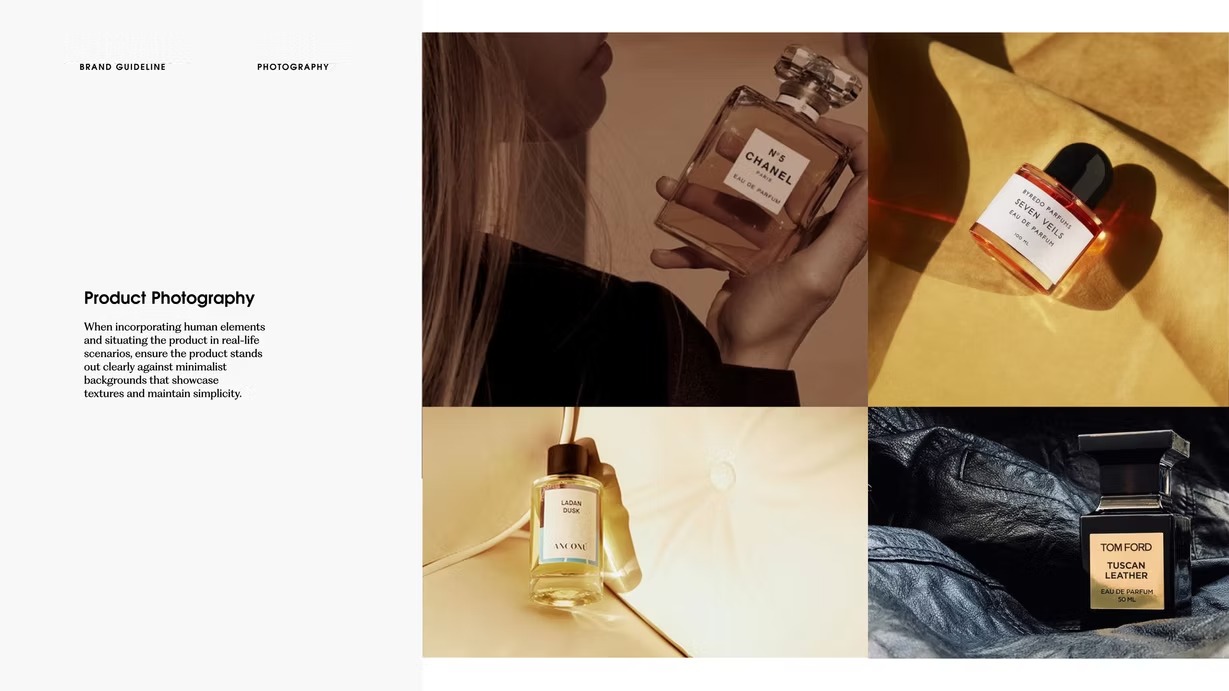 BRAND GUIDELINE
PHOTOGRAPHY
Product Photography
When incorporating human elements
and situating the product in real-life
scenarios, ensure the product stands
out clearly against minimalist
backgrounds that showcase
textures and maintain simplicity.
N°5
CHANEL
PARIS
EAU DE PARFUM
BYREDO PARFUMS
SEVEN VEILS
EAU DE PARFUM
100 ML
LADAN
DUSK
ANCONÚ
TOM FORD
TUSCAN
LEATHER
EAU DE PARFUM
50 ML